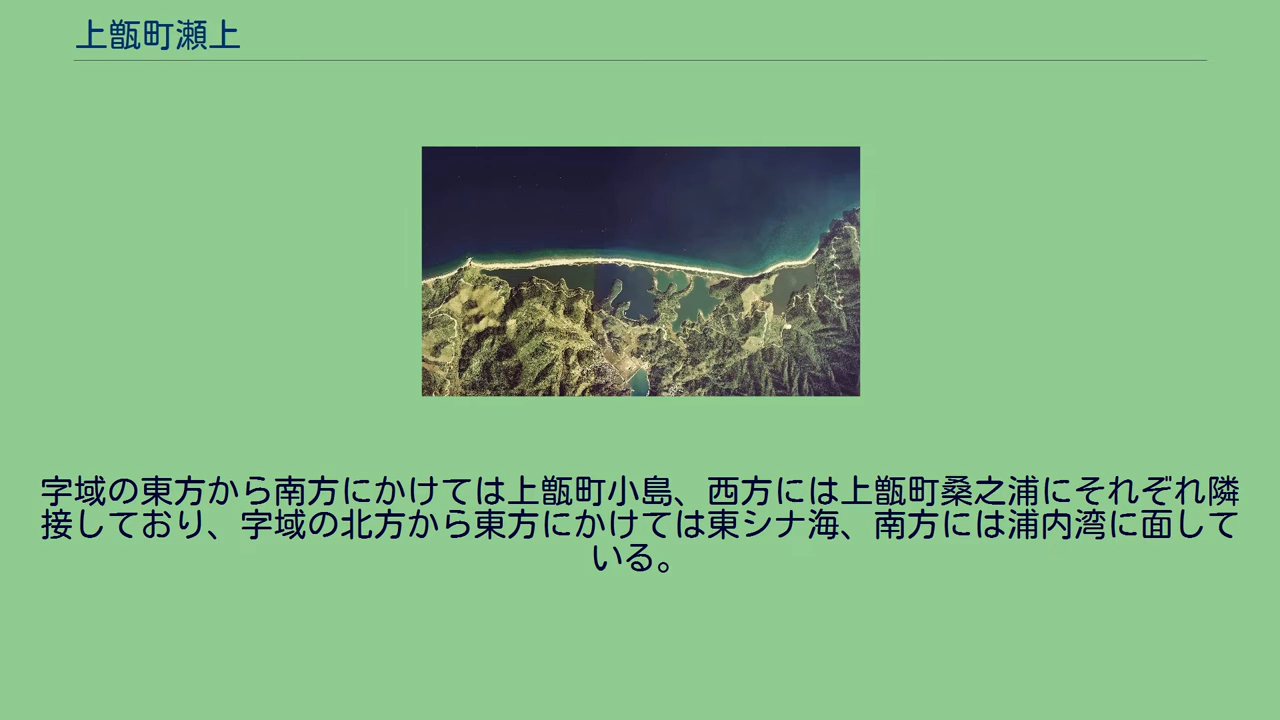 上甑町瀬上
字域の東方から南方にかけては上甑町小島、西方には上甑町桑之浦にそれぞれ隣
接しており、字域の北方から東方にかけては東シナ海、南方には浦内湾に面して
いる。